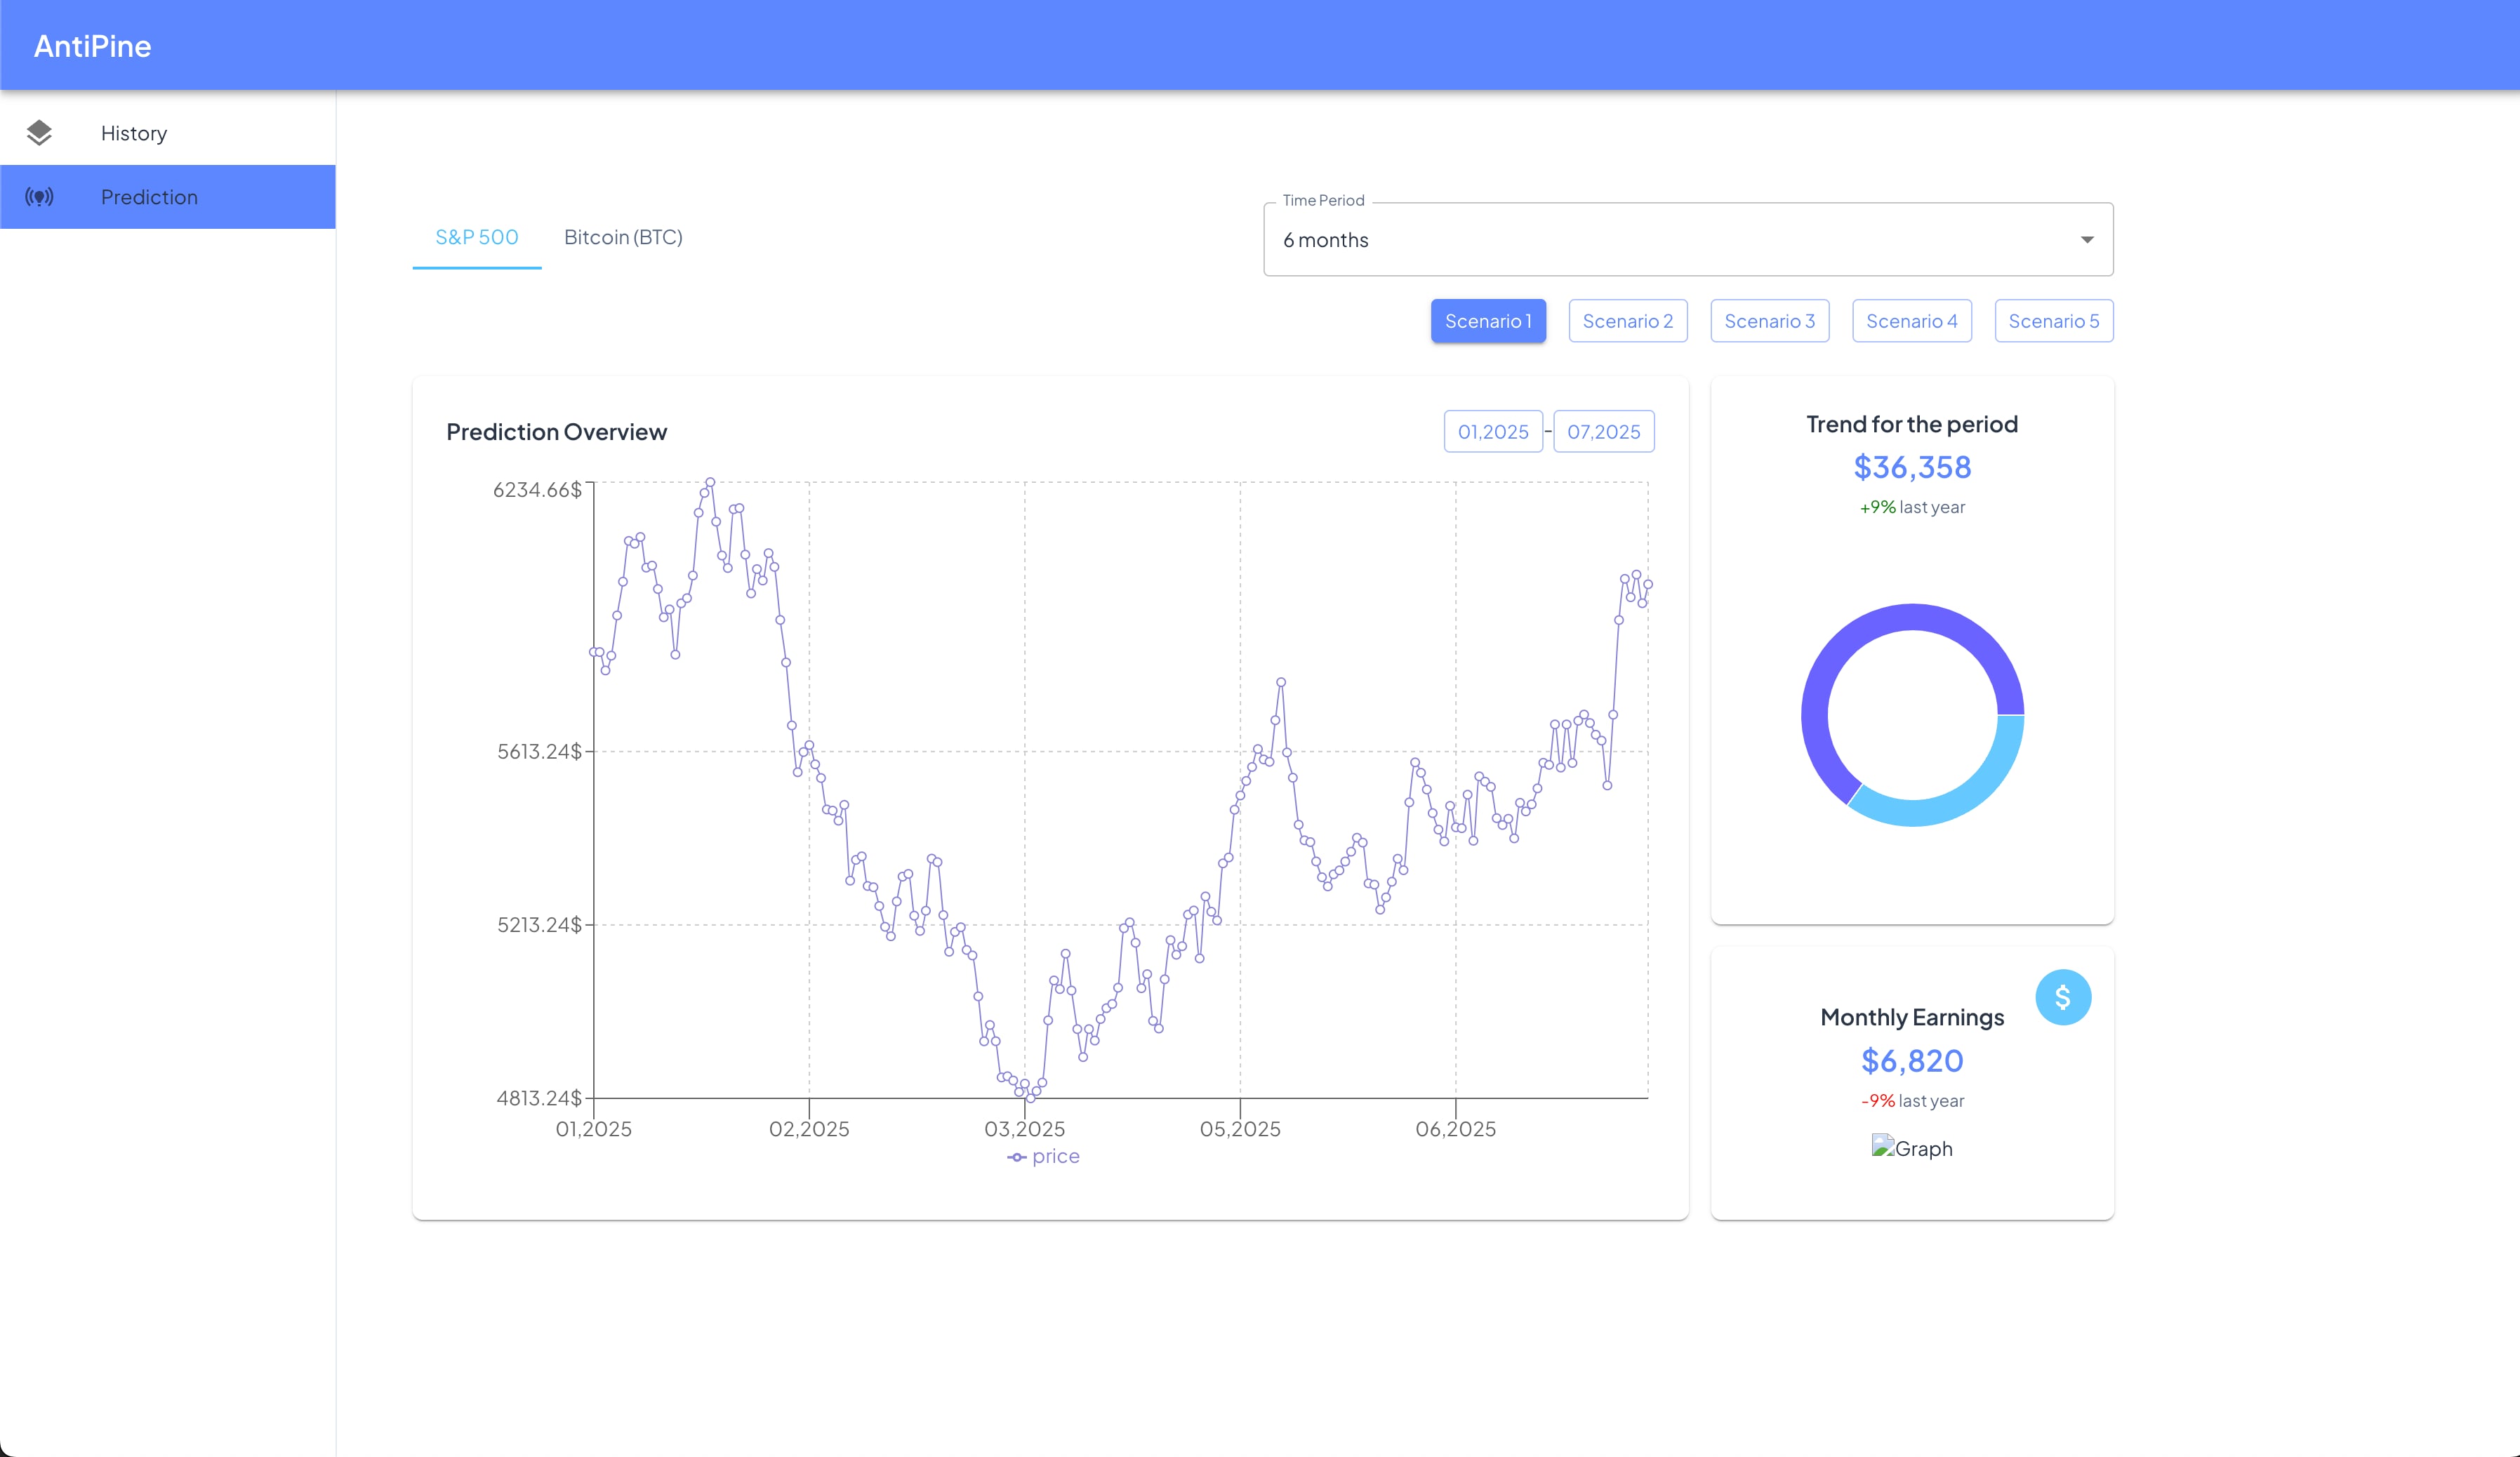 AntiPine
History
Prediction
S&P 500
Bitcoin (BTC)
Time Period
6 months
Scenario 1
Scenario 2
Scenario 3
Scenario 4
Scenario 5
Prediction Overview
01,2025 - 07,2025
6234.66$
5613.24$
5213.24$
4813.24$
01,2025
02,2025
03,2025
05,2025
06,2025
price
Trend for the period
$36,358
+9% last year
$
Monthly Earnings
$6,820
-9% last year
Graph